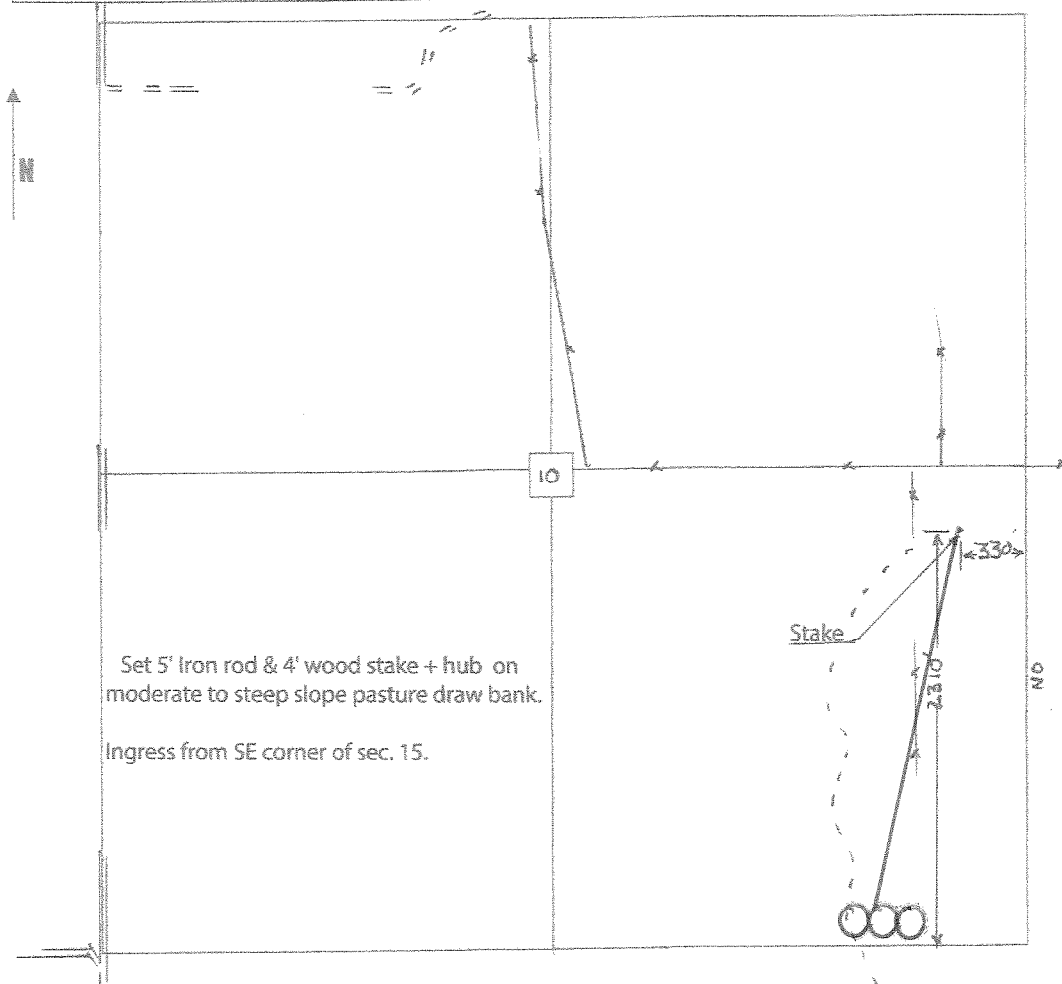 N
10
330
Stake
2310
NO
Set 5' Iron rod & 4' wood stake + hub on
moderate to steep slope pasture draw bank.
Ingress from SE corner of sec. 15.